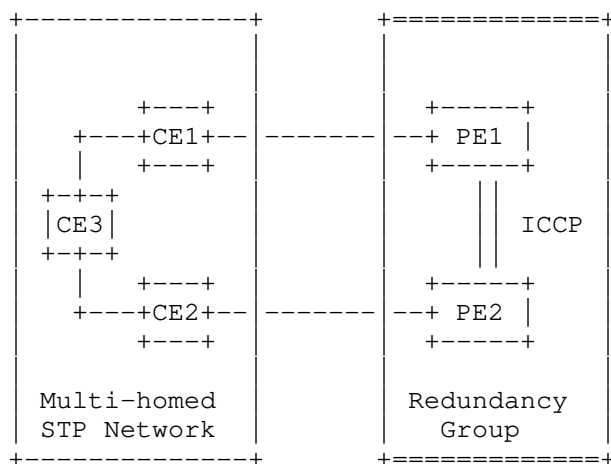 CE1 PE1
CE3 ICCP
CE2 PE2
Multi-homed Redundancy
STP Network Group